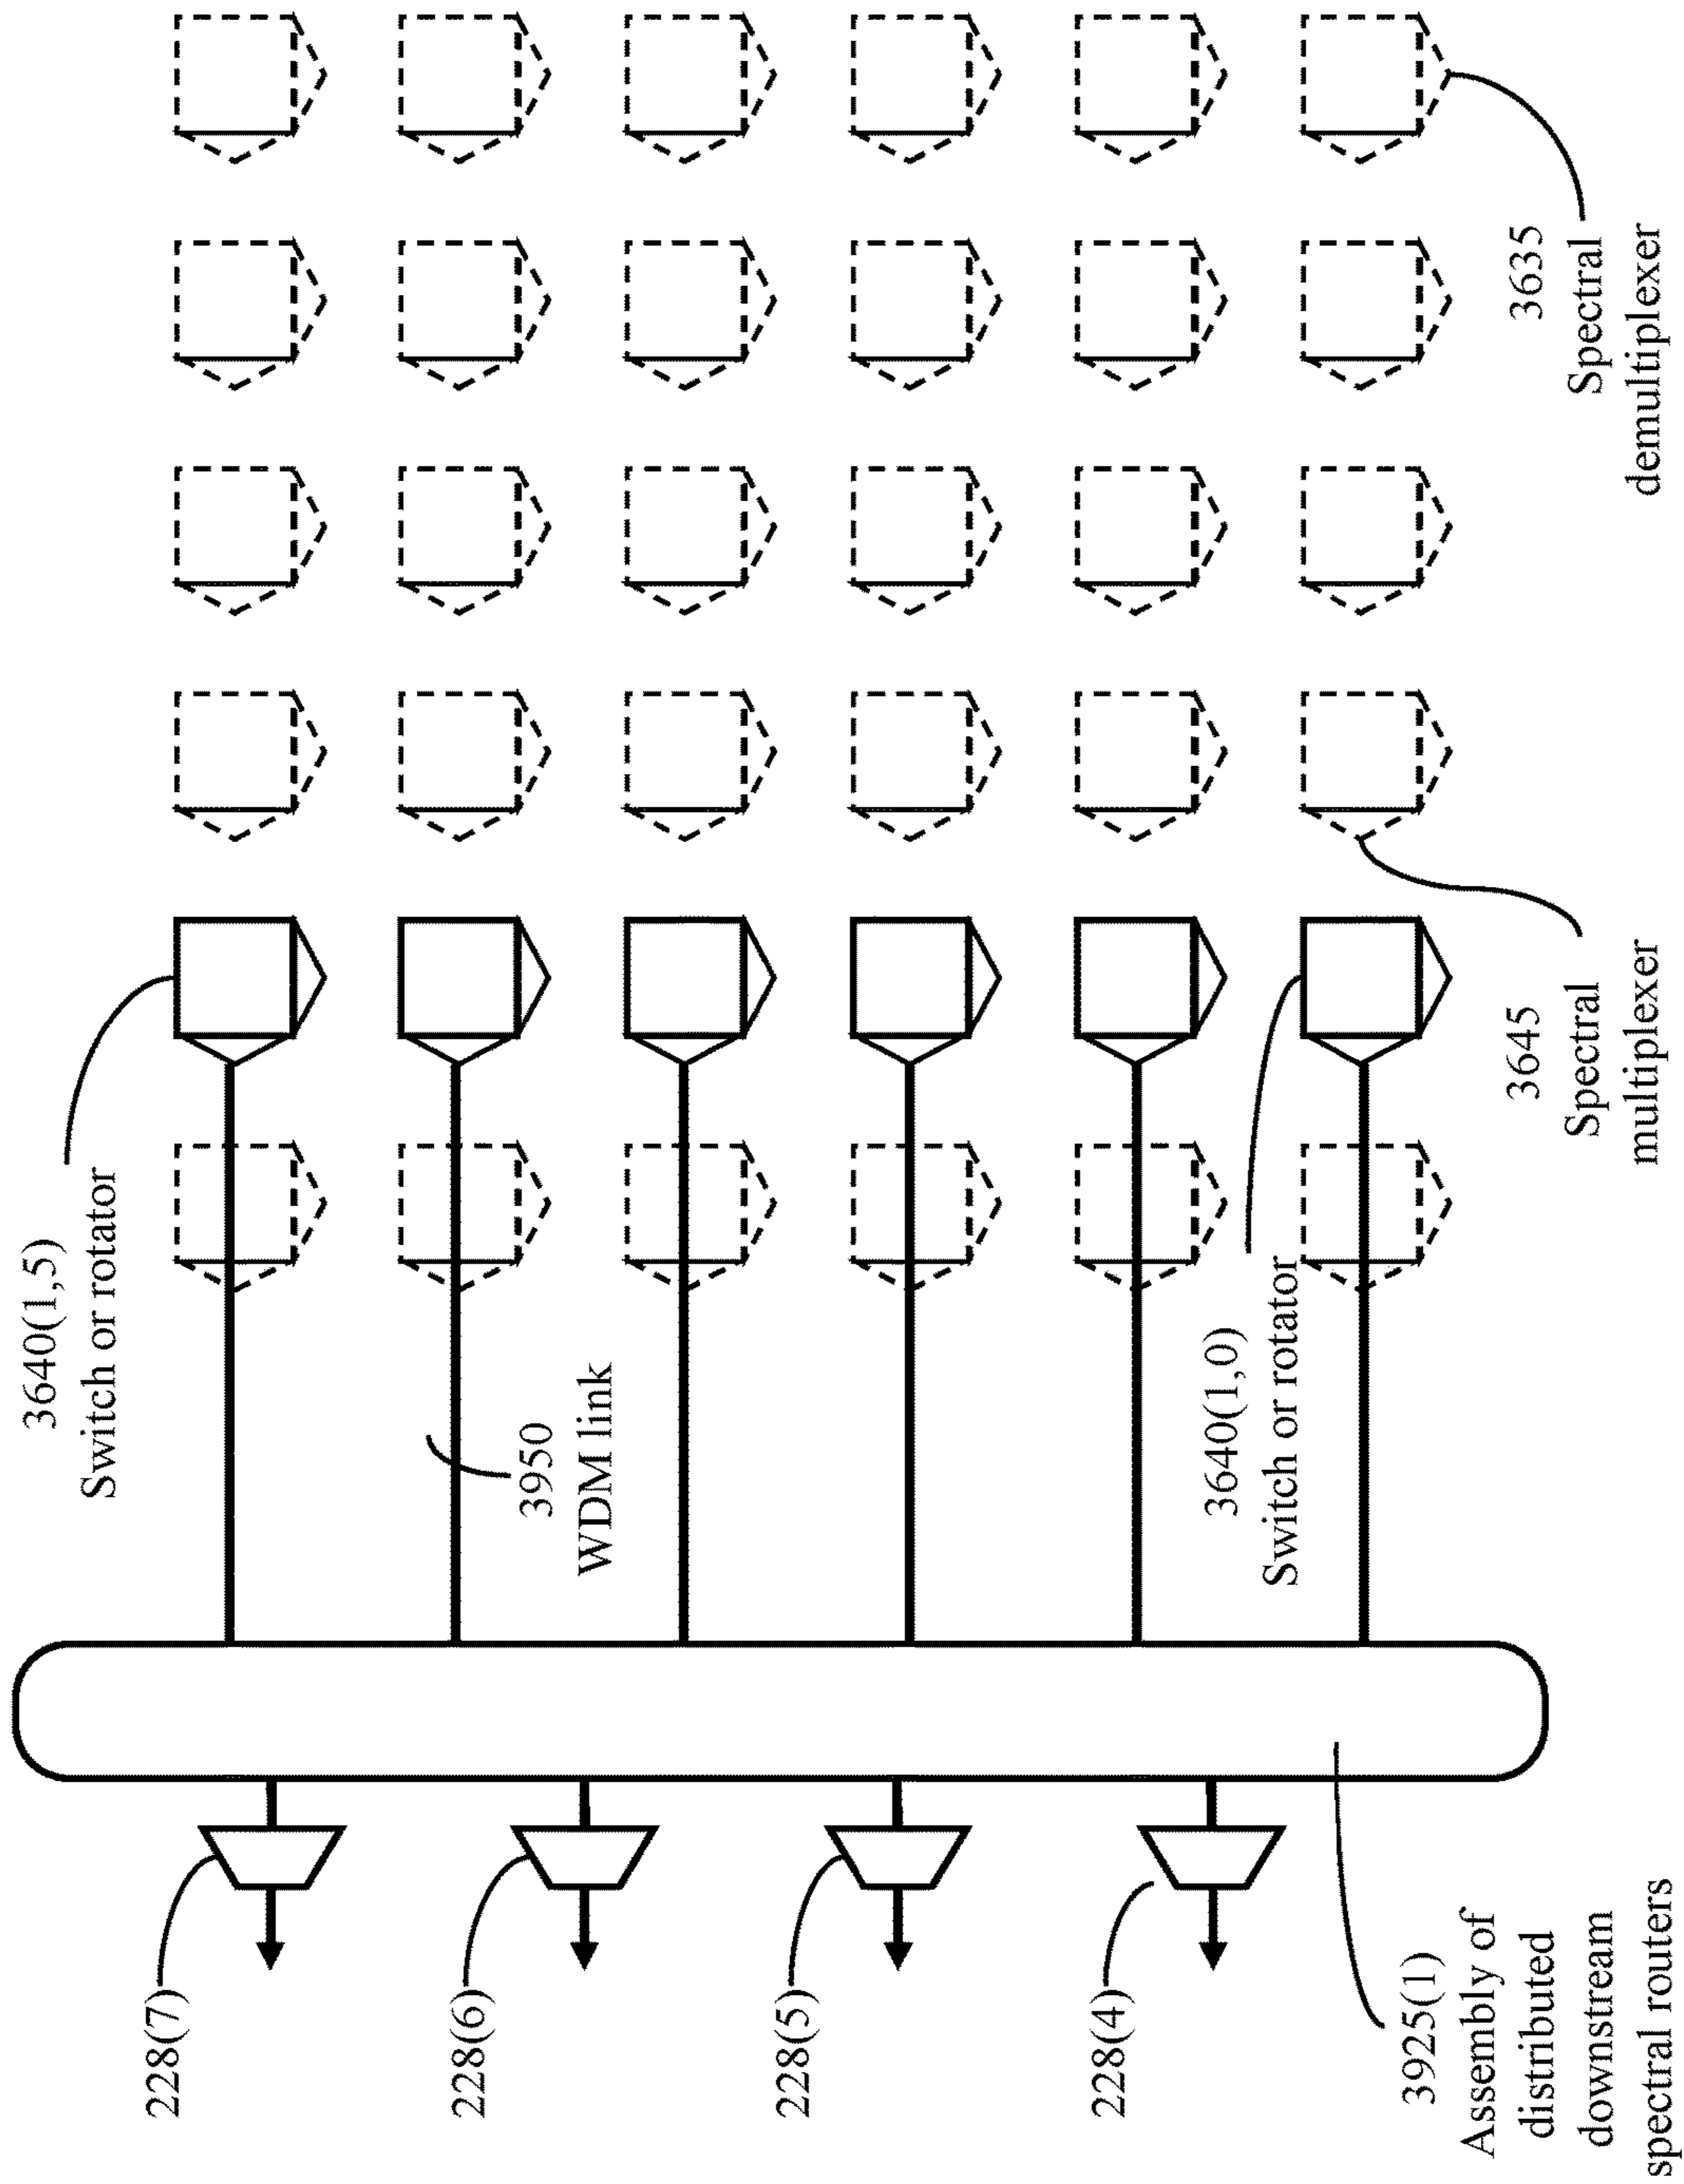 3640(1,5)
Switch or rotator
3950
WDM link
3640(1,0)
Switch or rotator
3635
Spectral
demultiplexer
3645
Spectral
multiplexer
228(7)
228(6)
228(5)
228(4)
3925(1)
Assembly of
distributed
downstream
spectral routers